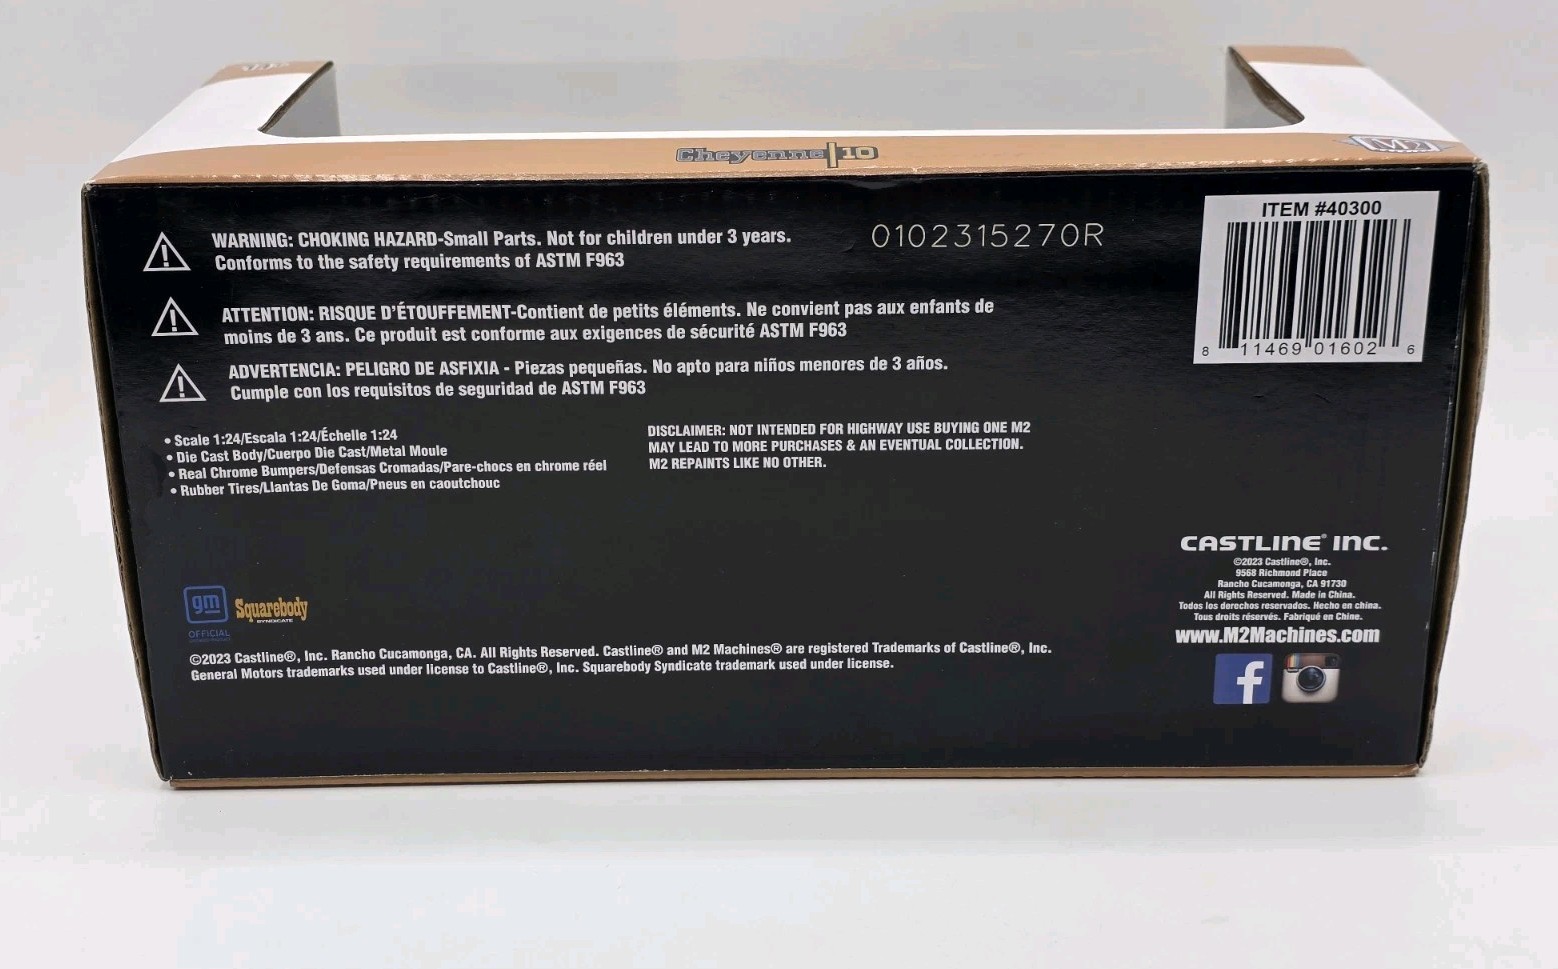 Cheyenne 10
M2
WARNING: CHOKING HAZARD-Small Parts. Not for children under 3 years.
Conforms to the safety requirements of ASTM F963
0102315270R
ITEM #40300
8 11469 01602 6
ATTENTION: RISQUE D'ÉTOUFFEMENT-Contient de petits éléments. Ne convient pas aux enfants de
moins de 3 ans. Ce produit est conforme aux exigences de sécurité ASTM F963
ADVERTENCIA: PELIGRO DE ASFIXIA - Piezas pequeñas. No apto para niños menores de 3 años.
Cumple con los requisitos de seguridad de ASTM F963
• Scale 1:24/Escala 1:24/Échelle 1:24
• Die Cast Body/Cuerpo Die Cast/Metal Moule
• Real Chrome Bumpers/Defensas Cromadas/Pare-chocs en chrome réel
• Rubber Tires/Llantas De Goma/Pneus en caoutchouc
DISCLAIMER: NOT INTENDED FOR HIGHWAY USE BUYING ONE M2
MAY LEAD TO MORE PURCHASES & AN EVENTUAL COLLECTION.
M2 REPAINTS LIKE NO OTHER.
CASTLINE® INC.
©2023 Castline®, Inc.
9568 Richmond Place
Rancho Cucamonga, CA 91730
All Rights Reserved. Made in China.
Todos los derechos reservados. Hecho en china.
Tous droits réservés. Fabriqué en Chine.
www.M2Machines.com
gm
OFFICIAL
Squarebody
SYNDICATE
©2023 Castline®, Inc. Rancho Cucamonga, CA. All Rights Reserved. Castline® and M2 Machines® are registered Trademarks of Castline®, Inc.
General Motors trademarks used under license to Castline®, Inc. Squarebody Syndicate trademark used under license.